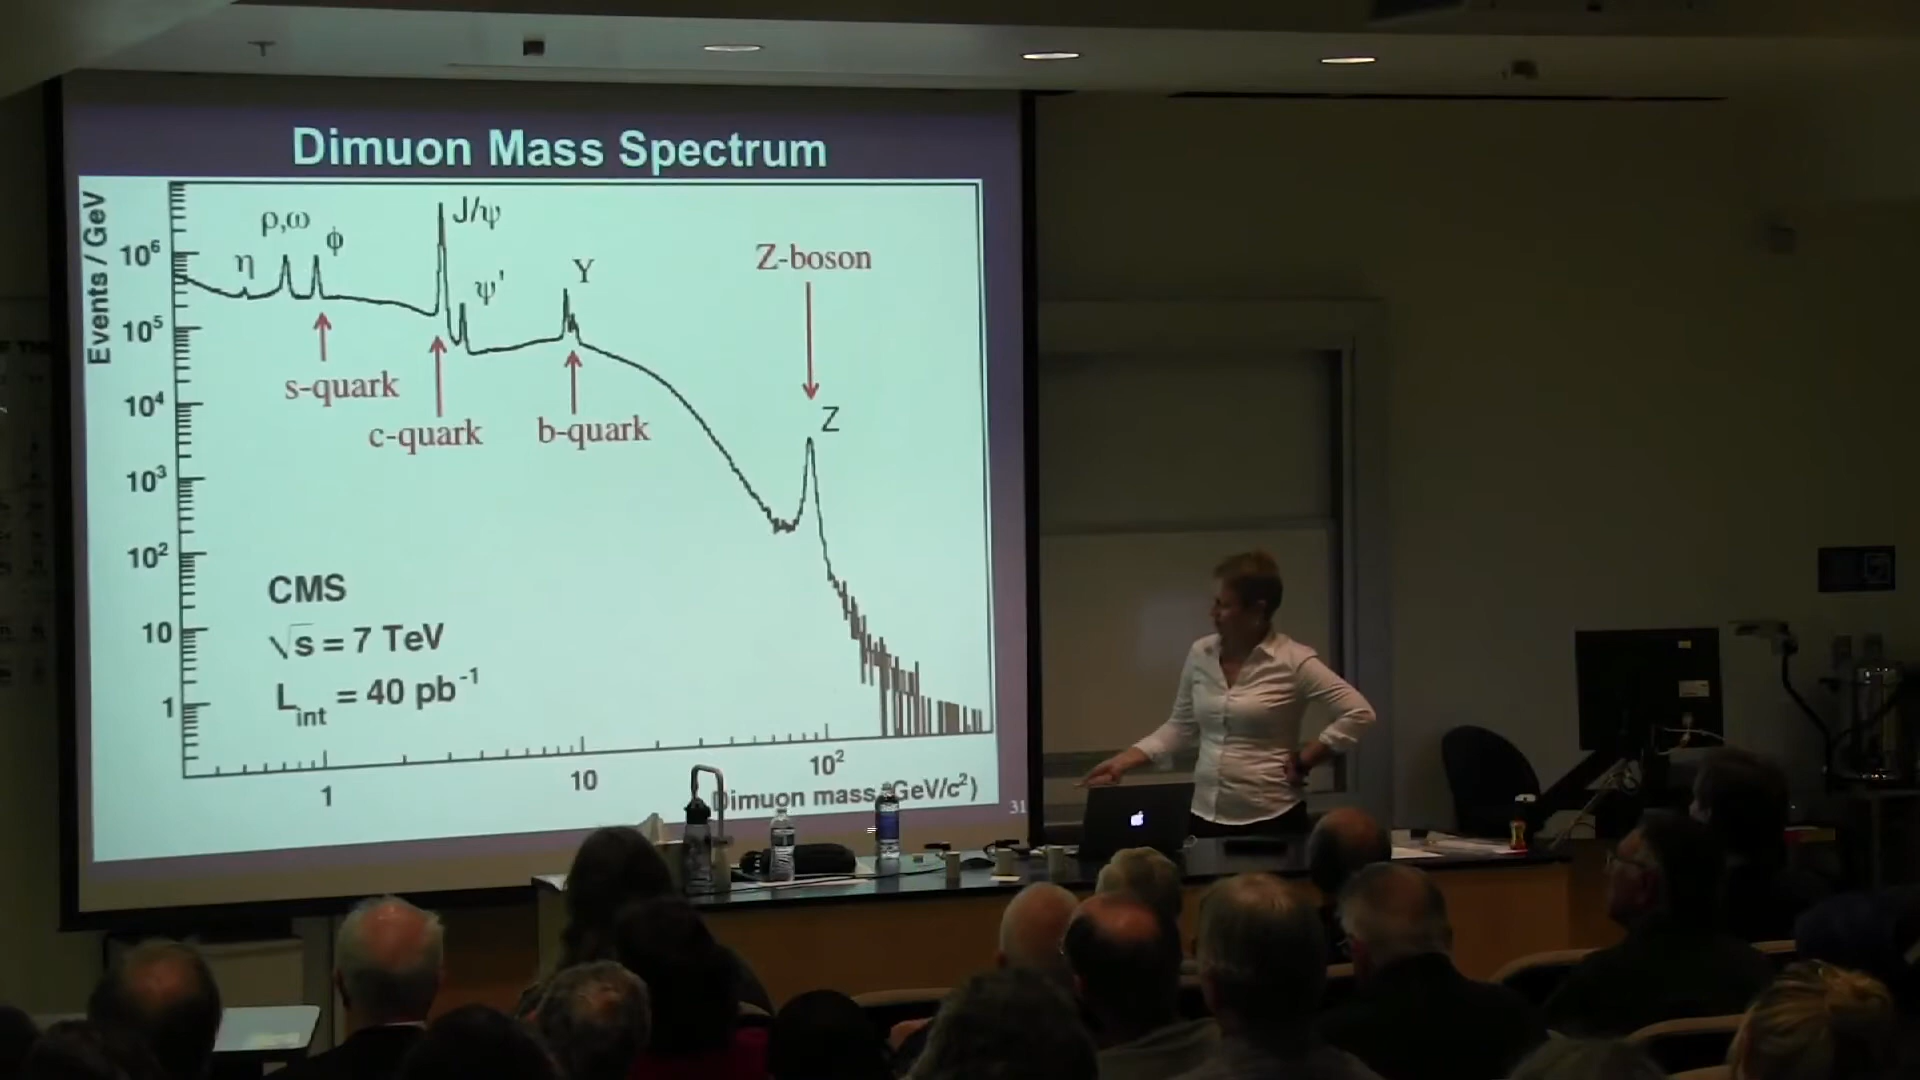 Dimuon Mass Spectrum
Events / GeV
10⁶
10⁵
10⁴
10³
10²
10
1
η
ρ,ω
ϕ
J/ψ
ψ'
Υ
Z-boson
Z
s-quark
c-quark
b-quark
CMS
√s = 7 TeV
L_int = 40 pb⁻¹
1
10
10²
Dimuon mass (GeV/c²)
31